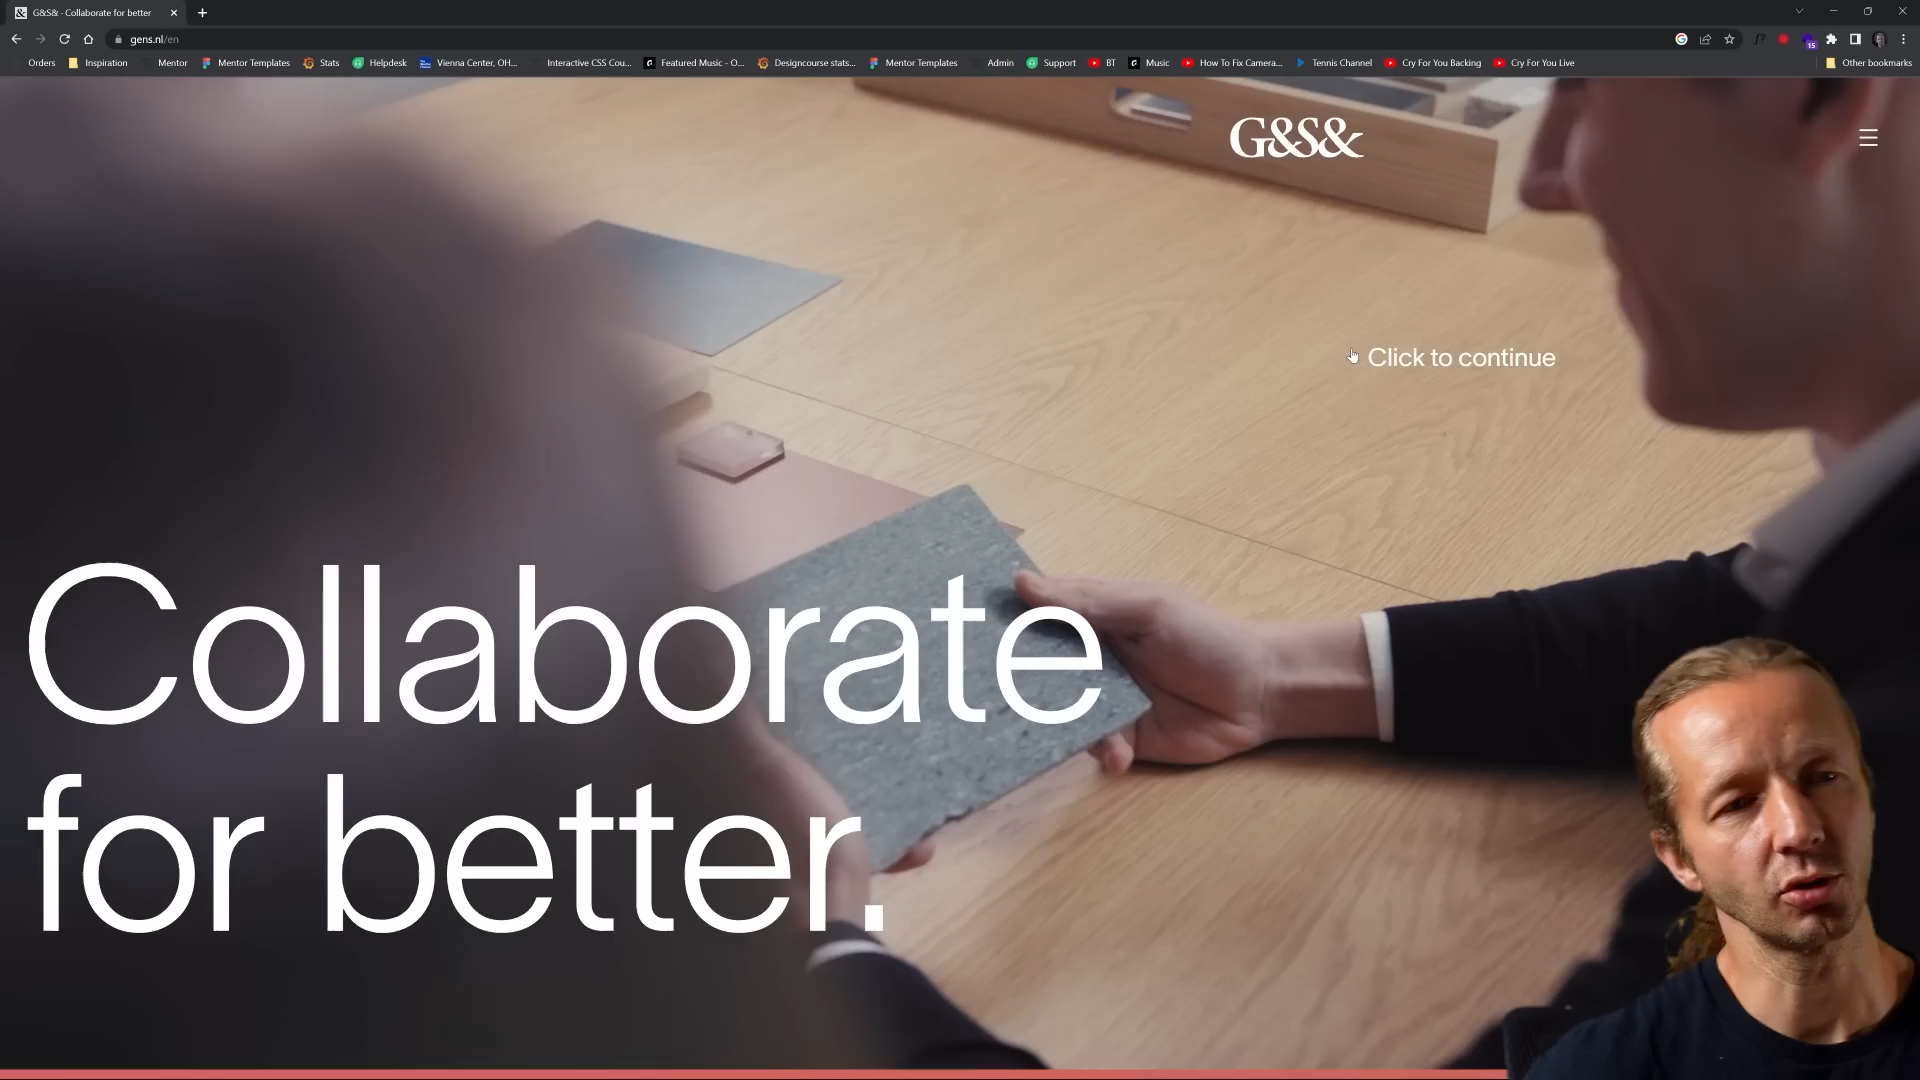 G&S& - Collaborate for better
gens.nl/en
15
Orders Inspiration Mentor Mentor Templates Stats Helpdesk Vienna Center, OH... Interactive CSS Cou... Featured Music - O... Designcourse stats... Mentor Templates Admin Support BT Music How To Fix Camera... Tennis Channel Cry For You Backing Cry For You Live Other bookmarks
G&S&
Click to continue
Collaborate
for better.